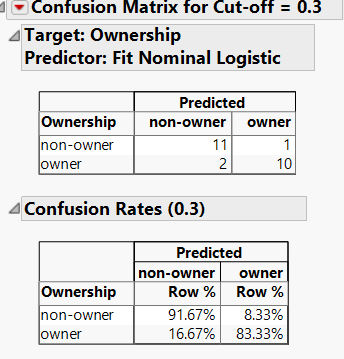 Confusion Matrix for Cut-off = 0.3
Target: Ownership
Predictor: Fit Nominal Logistic
Predicted
Ownership non-owner owner
non-owner 11 1
owner 2 10
Confusion Rates (0.3)
Predicted
non-owner owner
Ownership Row % Row %
non-owner 91.67% 8.33%
owner 16.67% 83.33%